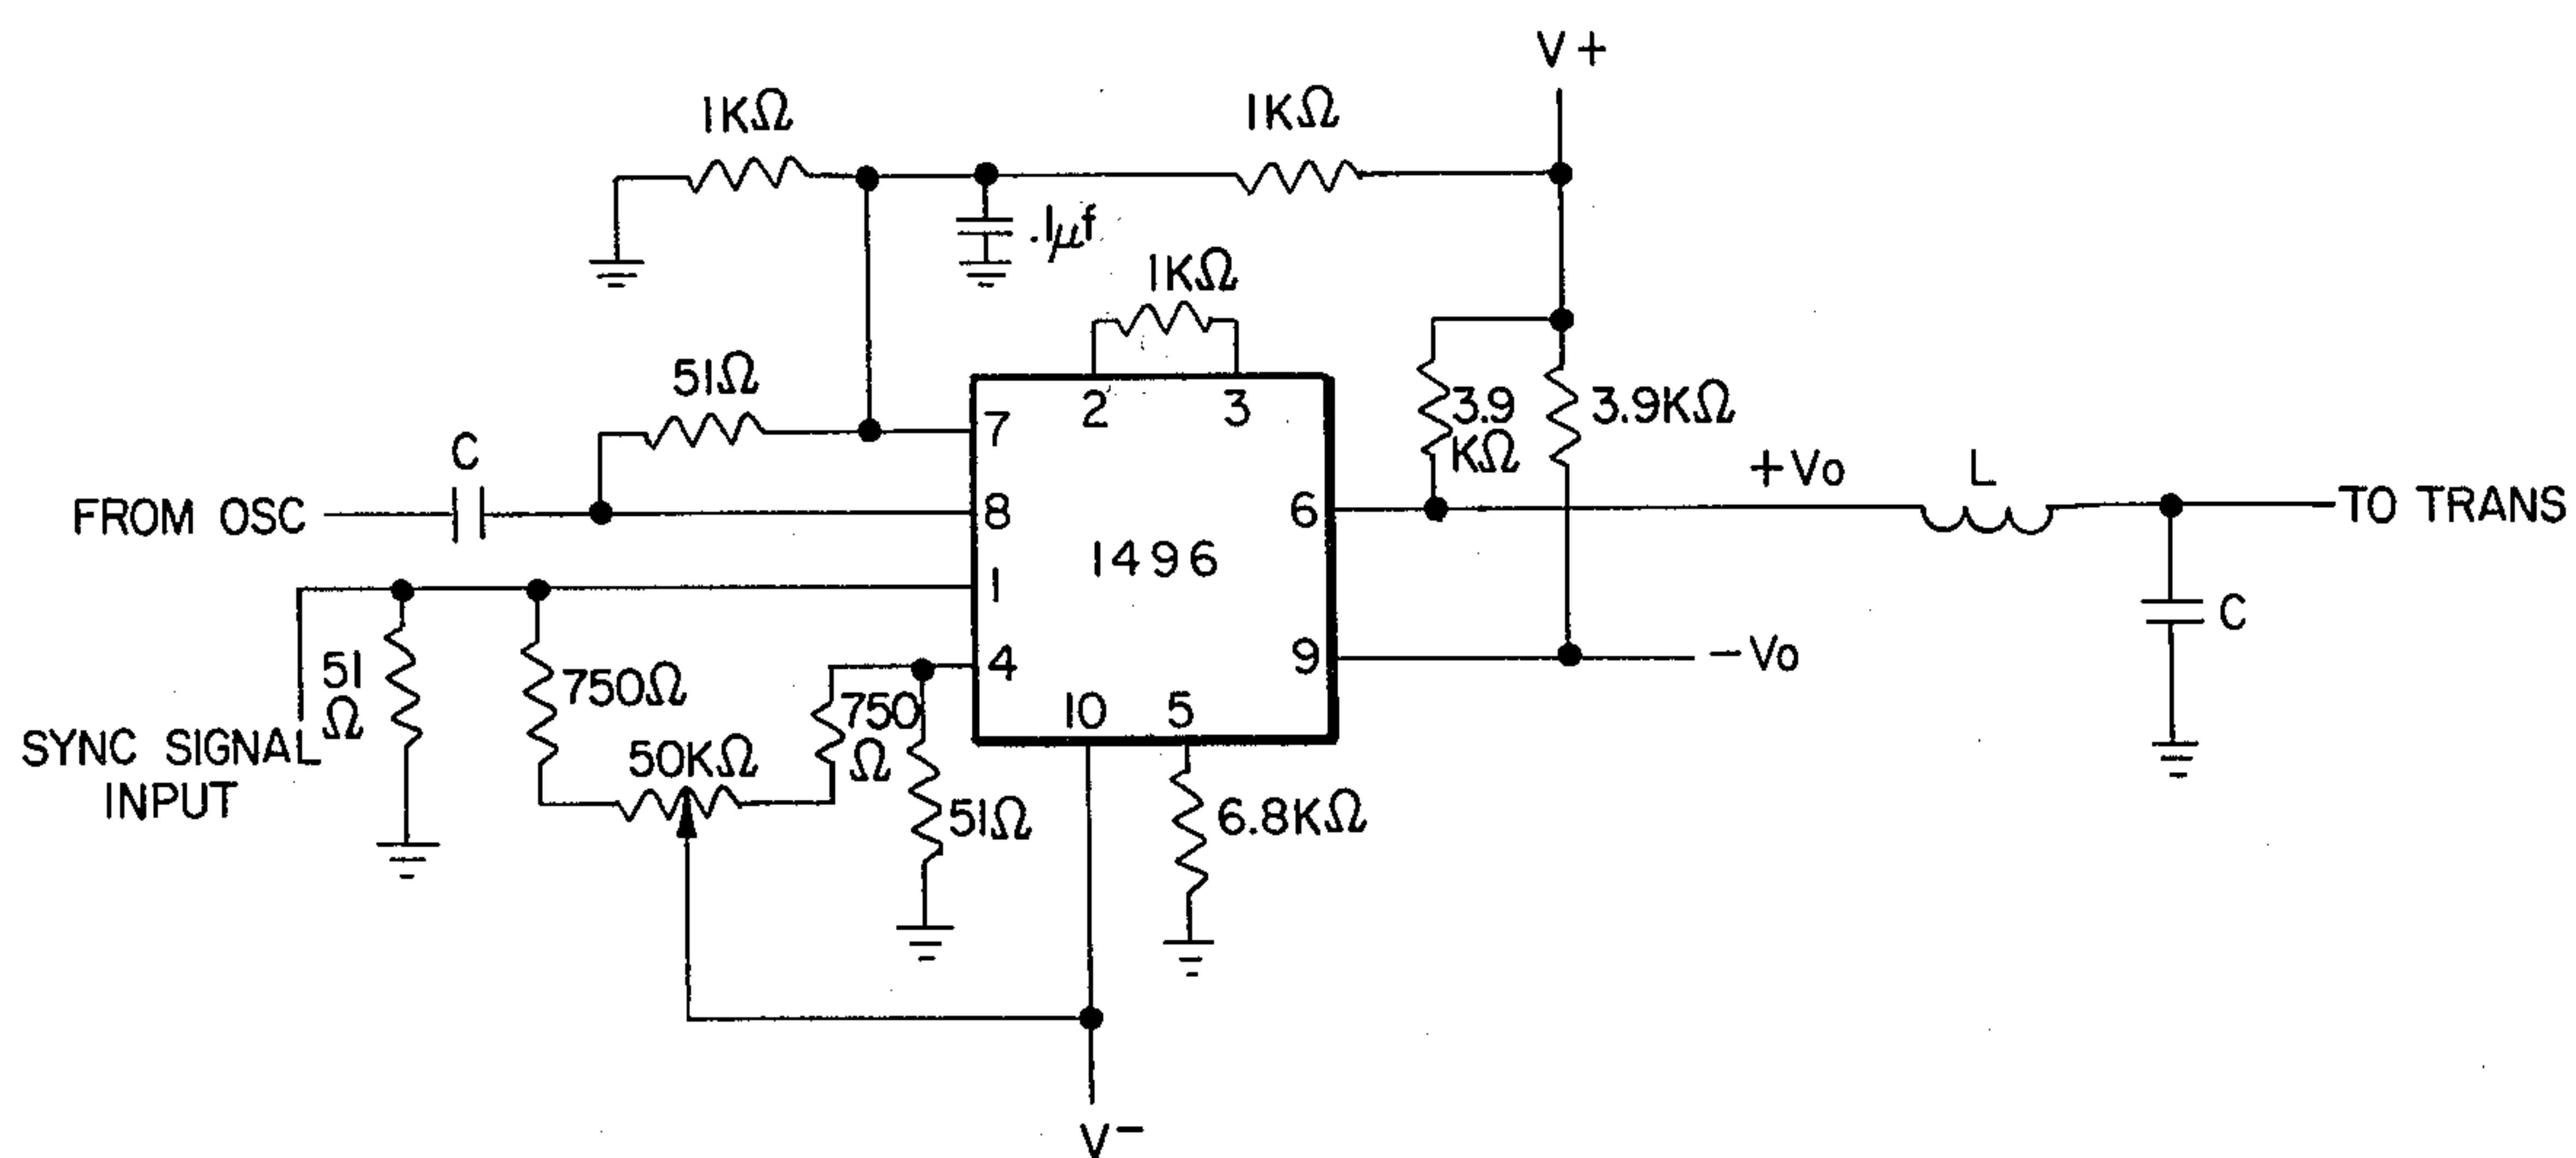 V+
1KΩ
1KΩ
.1μf
1KΩ
51Ω
2
3
7
3.9
KΩ
3.9KΩ
C
+Vo
L
FROM OSC
8
6
TO TRANS
1496
1
C
51
Ω
750Ω
750
Ω
4
9
-Vo
10
5
SYNC SIGNAL
INPUT
50KΩ
51Ω
6.8KΩ
V-